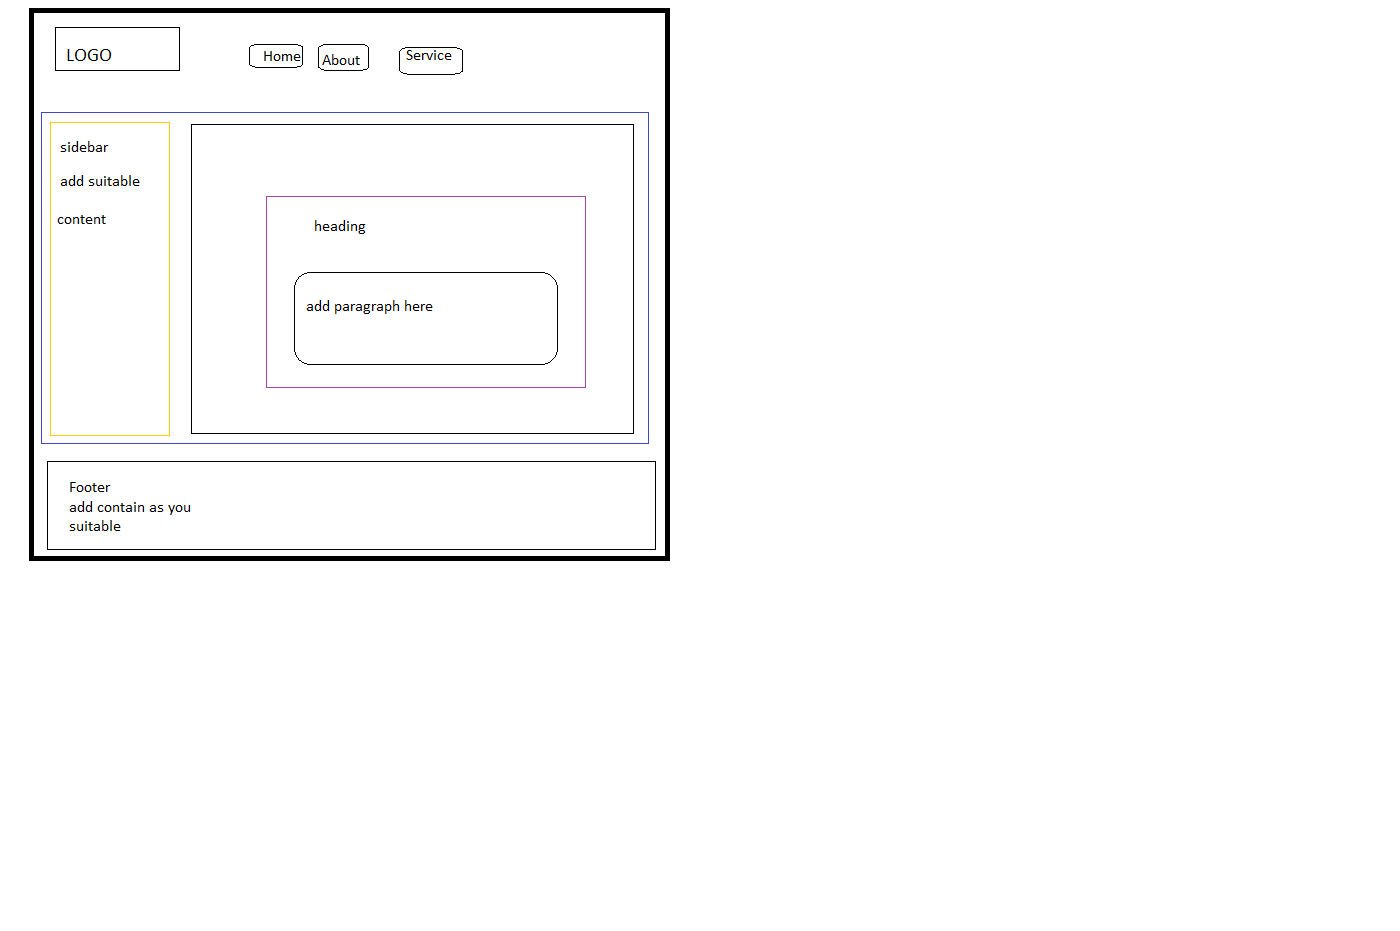 LOGO
Home
About
Service
sidebar
add suitable
content
heading
add paragraph here
Footer
add contain as you
suitable